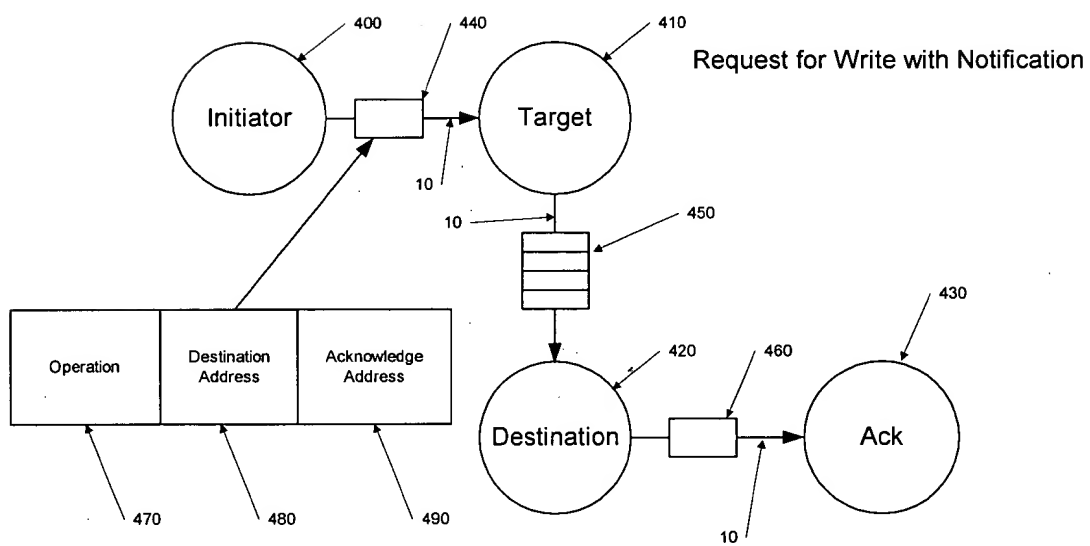 400
440
410
Request for Write with Notification
Initiator
Target
10
10
450
430
Operation
Destination
Address
Acknowledge
Address
420
460
Destination
Ack
470
480
490
10